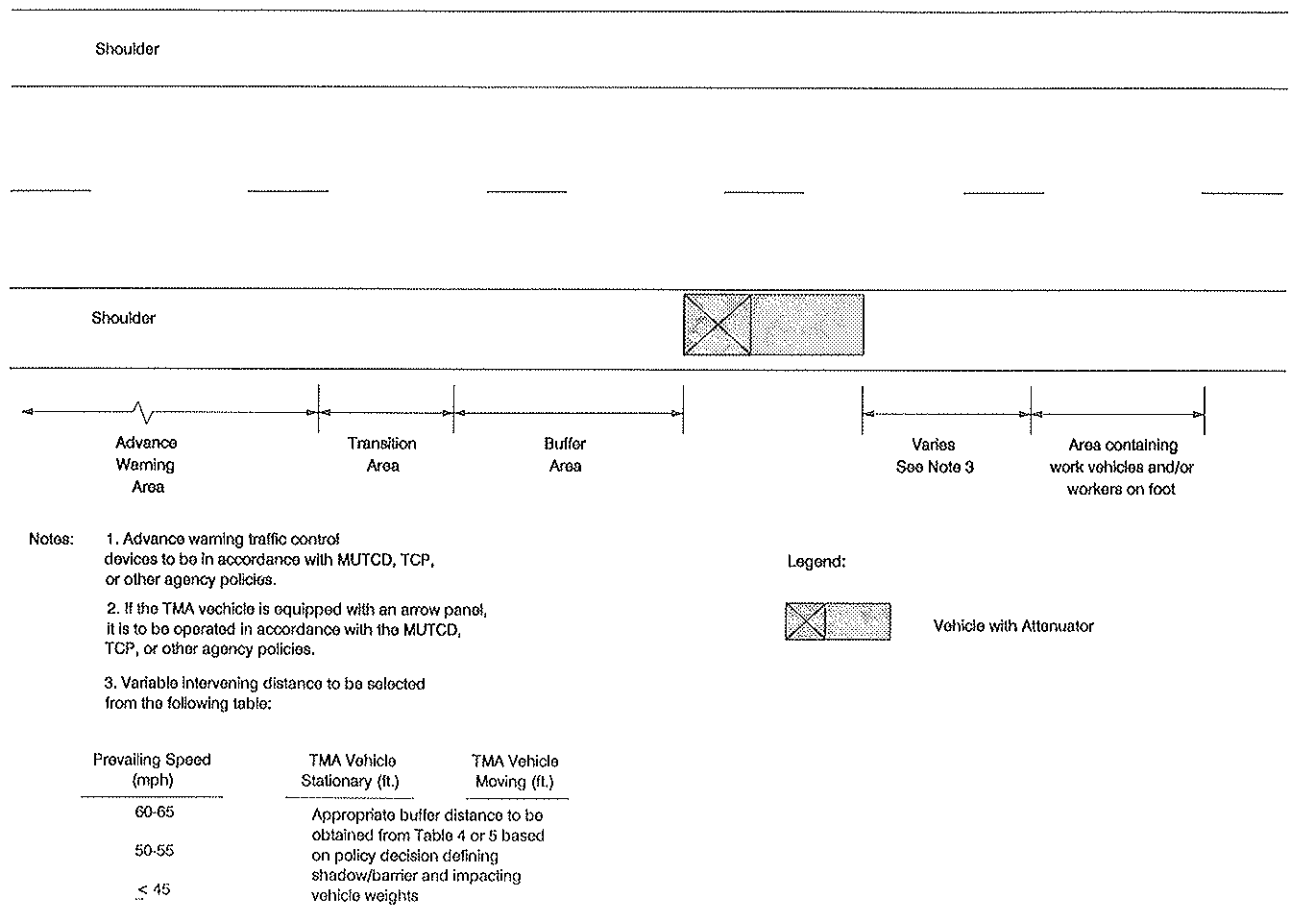 Shoulder
Shoulder
Advance
Warning
Area
Transition
Area
Buffer
Area
Varies
See Note 3
Area containing
work vehicles and/or
workers on foot
Notes:
1. Advance warning traffic control
devices to be in accordance with MUTCD, TCP,
or other agency policies.
2. If the TMA vechicle is equipped with an arrow panel,
it is to be operated in accordance with the MUTCD,
TCP, or other agency policies.
3. Variable intervening distance to be selected
from the following table:
Legend:
Vehicle with Attenuator
Prevailing Speed
(mph)
TMA Vehicle
Stationary (ft.)
TMA Vehicle
Moving (ft.)
60-65
50-55
≤ 45
Appropriate buffer distance to be
obtained from Table 4 or 5 based
on policy decision defining
shadow/barrier and impacting
vehicle weights